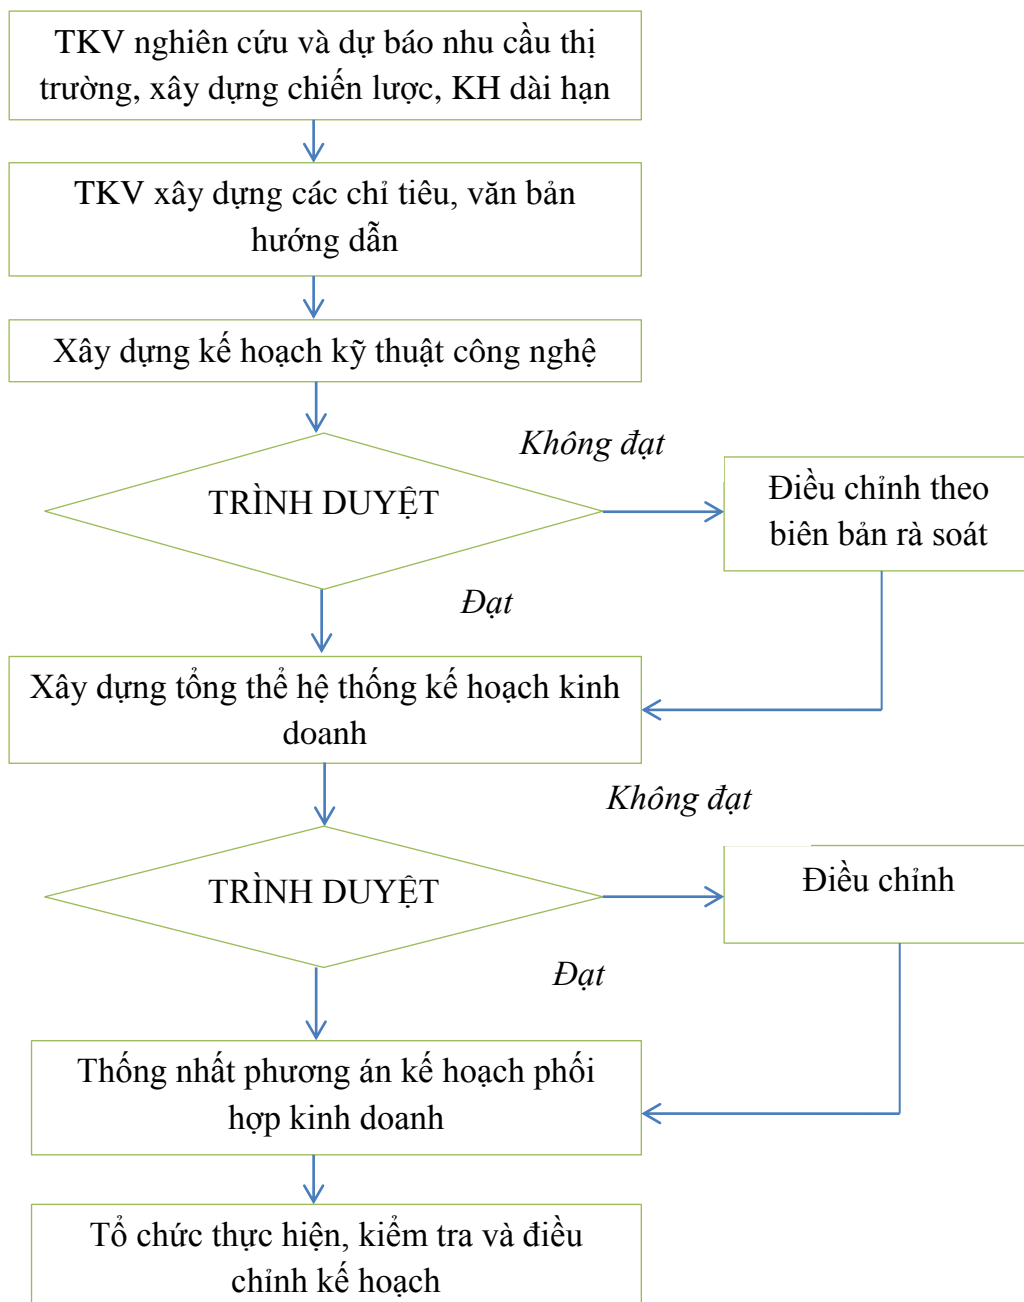 TKV nghiên cứu và dự báo nhu cầu thị
trường, xây dựng chiến lược, KH dài hạn
TKV xây dựng các chỉ tiêu, văn bản
hướng dẫn
Xây dựng kế hoạch kỹ thuật công nghệ
Không đạt
TRÌNH DUYỆT
Điều chỉnh theo
biên bản rà soát
Đạt
Xây dựng tổng thể hệ thống kế hoạch kinh
doanh
Không đạt
TRÌNH DUYỆT
Điều chỉnh
Đạt
Thống nhất phương án kế hoạch phối
hợp kinh doanh
Tổ chức thực hiện, kiểm tra và điều
chỉnh kế hoạch